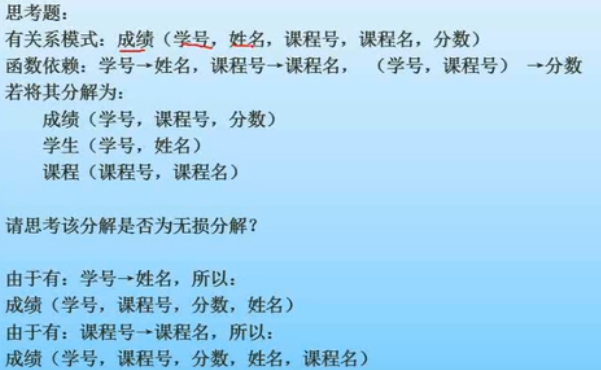 思考题：
有关系模式：成绩（学号，姓名，课程号，课程名，分数）
函数依赖：学号→姓名，课程号→课程名，（学号，课程号）→分数
若将其分解为：
成绩（学号，课程号，分数）
学生（学号，姓名）
课程（课程号，课程名）
请思考该分解是否为无损分解？
由于有：学号→姓名，所以：
成绩（学号，课程号，分数，姓名）
由于有：课程号→课程名，所以：
成绩（学号，课程号，分数，姓名，课程名）